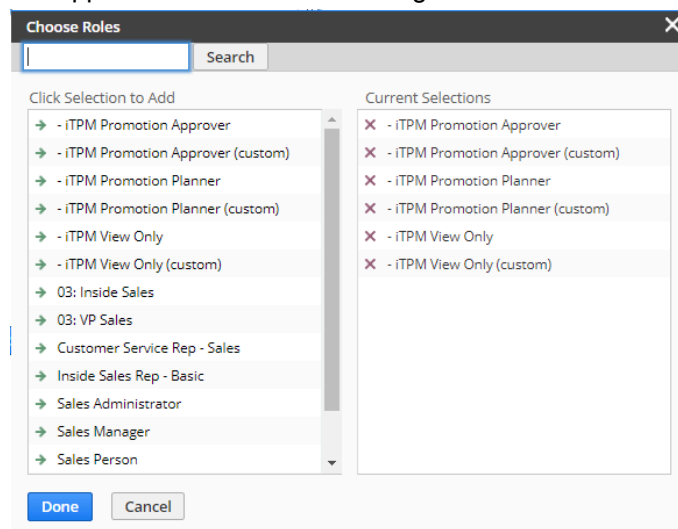 Choose Roles
Search
Click Selection to Add
- iTPM Promotion Approver
- iTPM Promotion Approver (custom)
- iTPM Promotion Planner
- iTPM Promotion Planner (custom)
- iTPM View Only
- iTPM View Only (custom)
03: Inside Sales
03: VP Sales
Customer Service Rep - Sales
Inside Sales Rep - Basic
Sales Administrator
Sales Manager
Sales Person
Current Selections
- iTPM Promotion Approver
- iTPM Promotion Approver (custom)
- iTPM Promotion Planner
- iTPM Promotion Planner (custom)
- iTPM View Only
- iTPM View Only (custom)
Done
Cancel